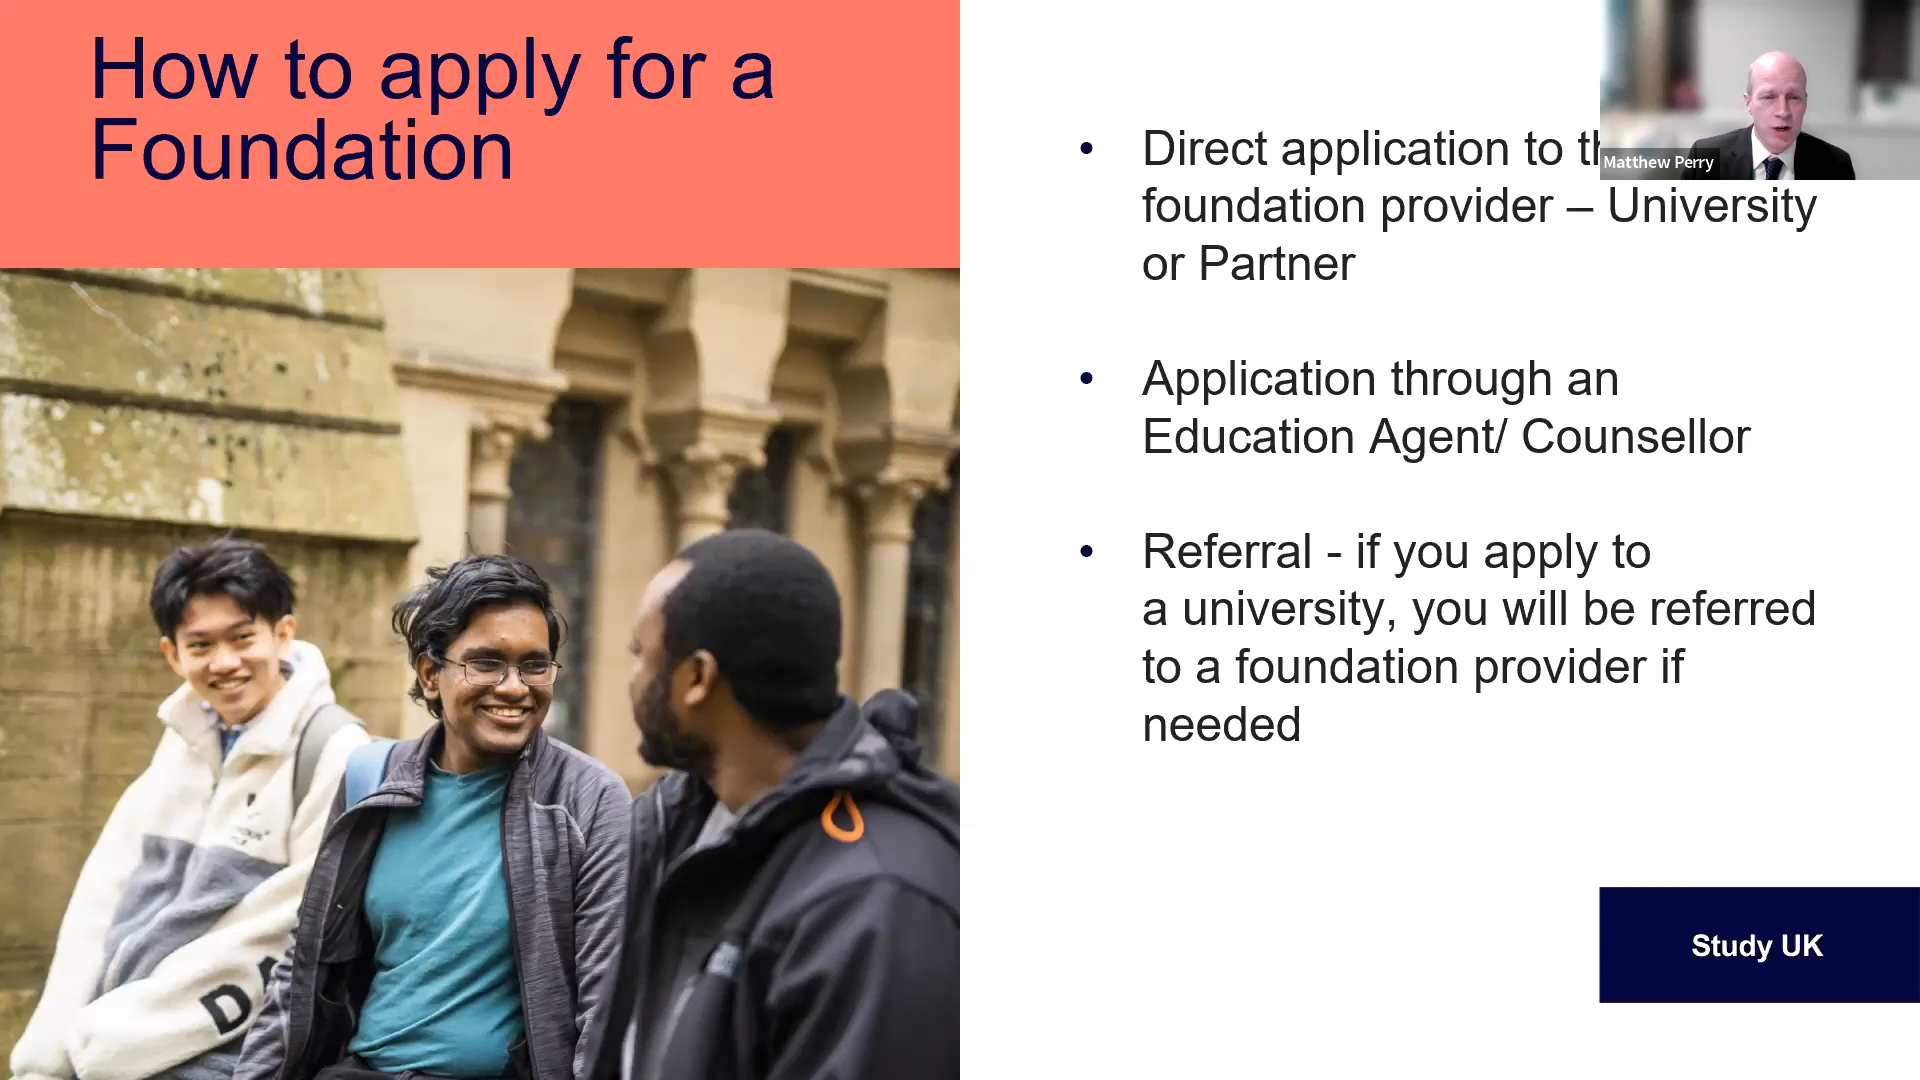 How to apply for a
Foundation
• Direct application to
foundation provider – University
or Partner
• Application through an
Education Agent/ Counsellor
• Referral - if you apply to
a university, you will be referred
to a foundation provider if
needed
Matthew Perry
Study UK